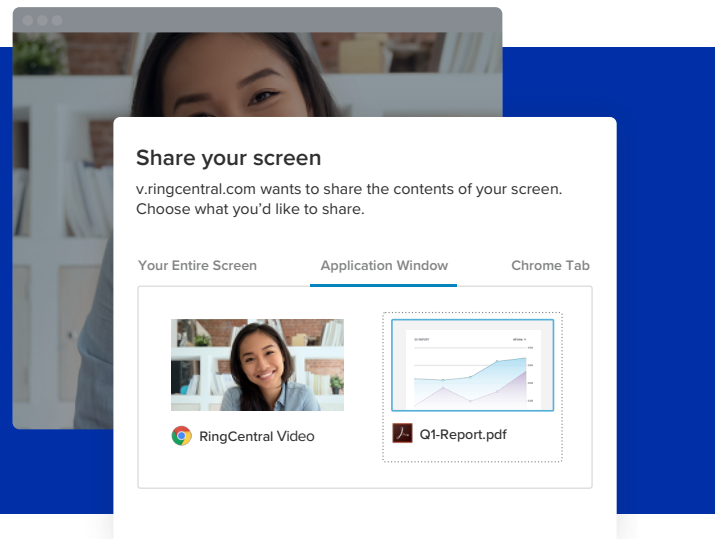 Share your screen
v.ringcentral.com wants to share the contents of your screen.
Choose what you’d like to share.
Your Entire Screen Application Window Chrome Tab
RingCentral Video
Q1-Report.pdf